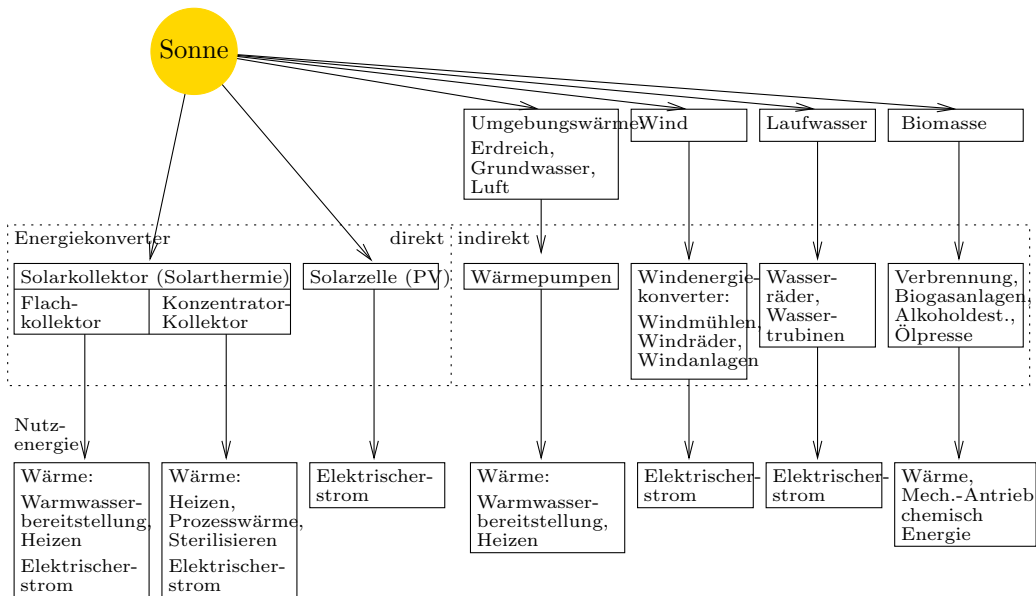 Sonne
Umgebungswärme:
Erdreich,
Grundwasser,
Luft
Wind
Laufwasser
Biomasse
Energiekonverter
direkt
indirekt
Solarkollektor (Solarthermie)
Flach-
kollektor
Konzentrator-
Kollektor
Solarzelle (PV)
Wärmepumpen
Windenergie-
konverter:
Windmühlen,
Windräder,
Windanlagen
Wasser-
räder,
Wasser-
trubinen
Verbrennung,
Biogasanlagen,
Alkoholdest.,
Ölpresse
Nutz-
energie
Wärme:
Warmwasser-
bereitstellung,
Heizen
Elektrischer-
strom
Wärme:
Heizen,
Prozesswärme,
Sterilisieren
Elektrischer-
strom
Elektrischer-
strom
Wärme:
Warmwasser-
bereitstellung,
Heizen
Elektrischer-
strom
Elektrischer-
strom
Wärme,
Mech.-Antrieb
chemisch
Energie